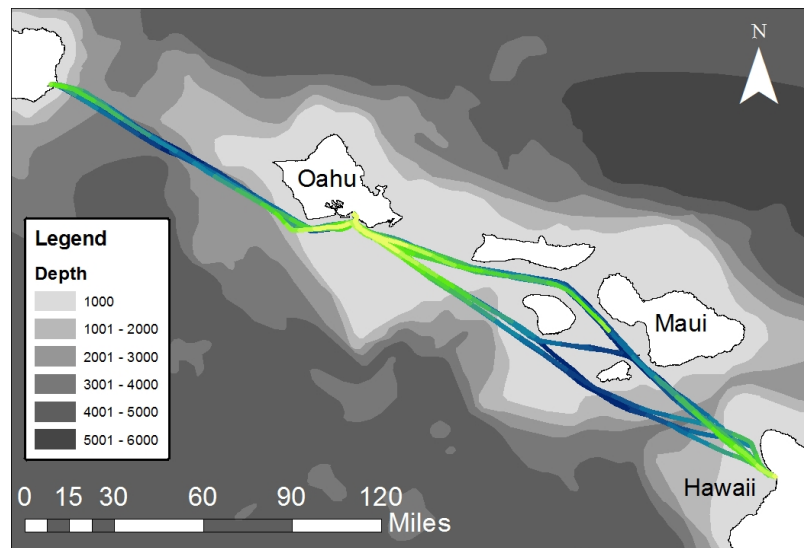 N
Oahu
Maui
Hawaii
Legend
Depth
1000
1001 - 2000
2001 - 3000
3001 - 4000
4001 - 5000
5001 - 6000
0 15 30 60 90 120
Miles